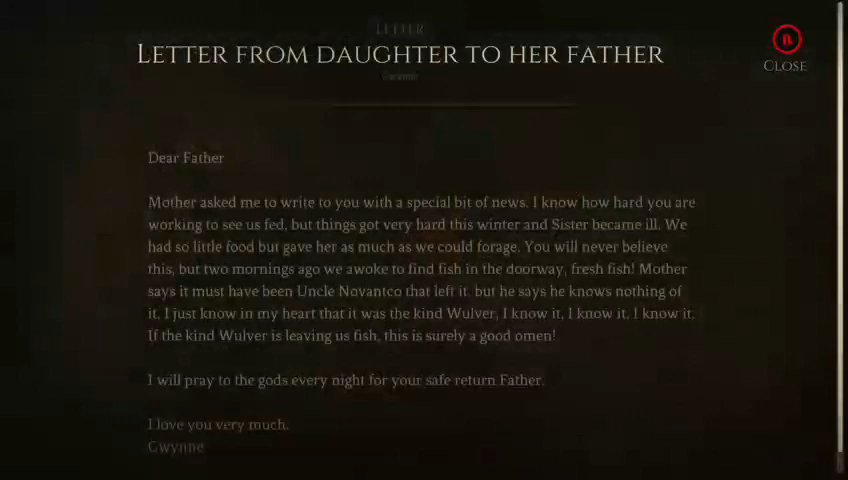 LETTER
LETTER FROM DAUGHTER TO HER FATHER
Gwynne
B
CLOSE
Dear Father
Mother asked me to write to you with a special bit of news. I know how hard you are
working to see us fed, but things got very hard this winter and Sister became ill. We
had so little food but gave her as much as we could forage. You will never believe
this, but two mornings ago we awoke to find fish in the doorway, fresh fish! Mother
says it must have been Uncle Novantco that left it, but he says he knows nothing of
it. I just know in my heart that it was the kind Wulver, I know it, I know it, I know it.
If the kind Wulver is leaving us fish, this is surely a good omen!
I will pray to the gods every night for your safe return Father.
I love you very much.
Gwynne